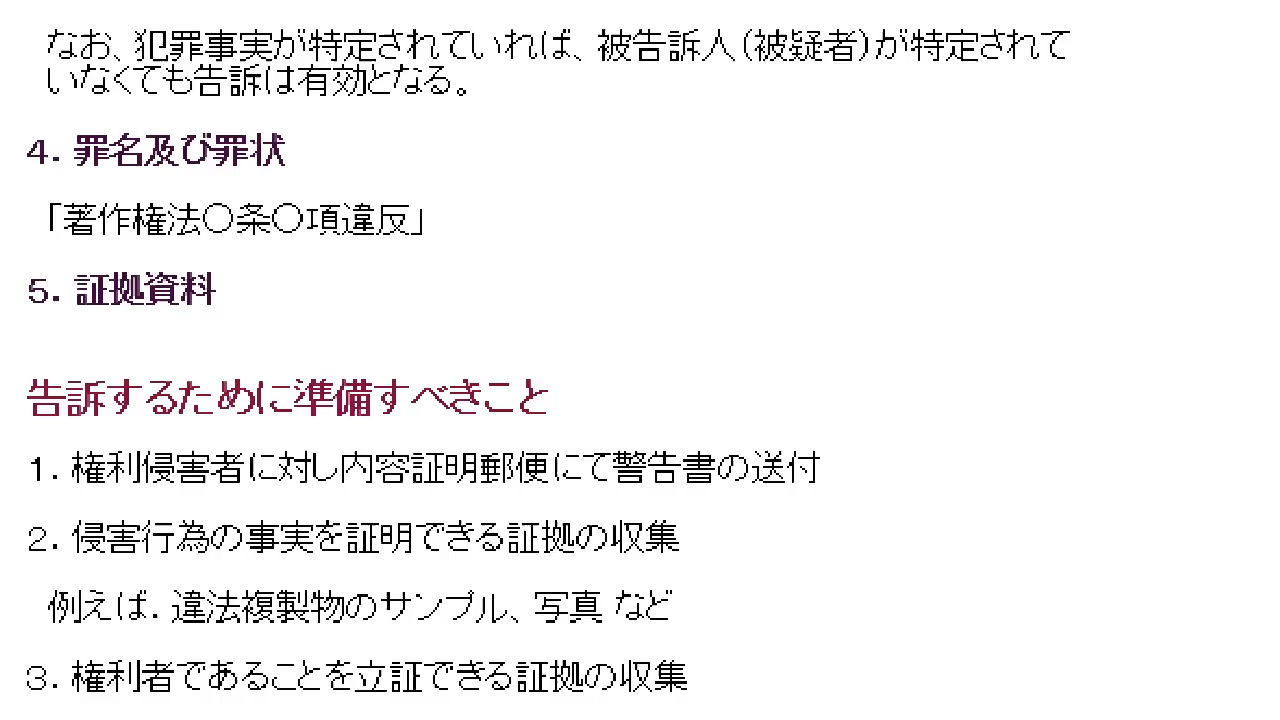 なお、犯罪事実が特定されていれば、被告訴人（被疑者）が特定されて
いなくても告訴は有効となる。
4. 罪名及び罪状
「著作権法〇条〇項違反」
5. 証拠資料
告訴するために準備すべきこと
1. 権利侵害者に対し内容証明郵便にて警告書の送付
2. 侵害行為の事実を証明できる証拠の収集
例えば. 違法複製物のサンプル、写真 など
3. 権利者であることを立証できる証拠の収集